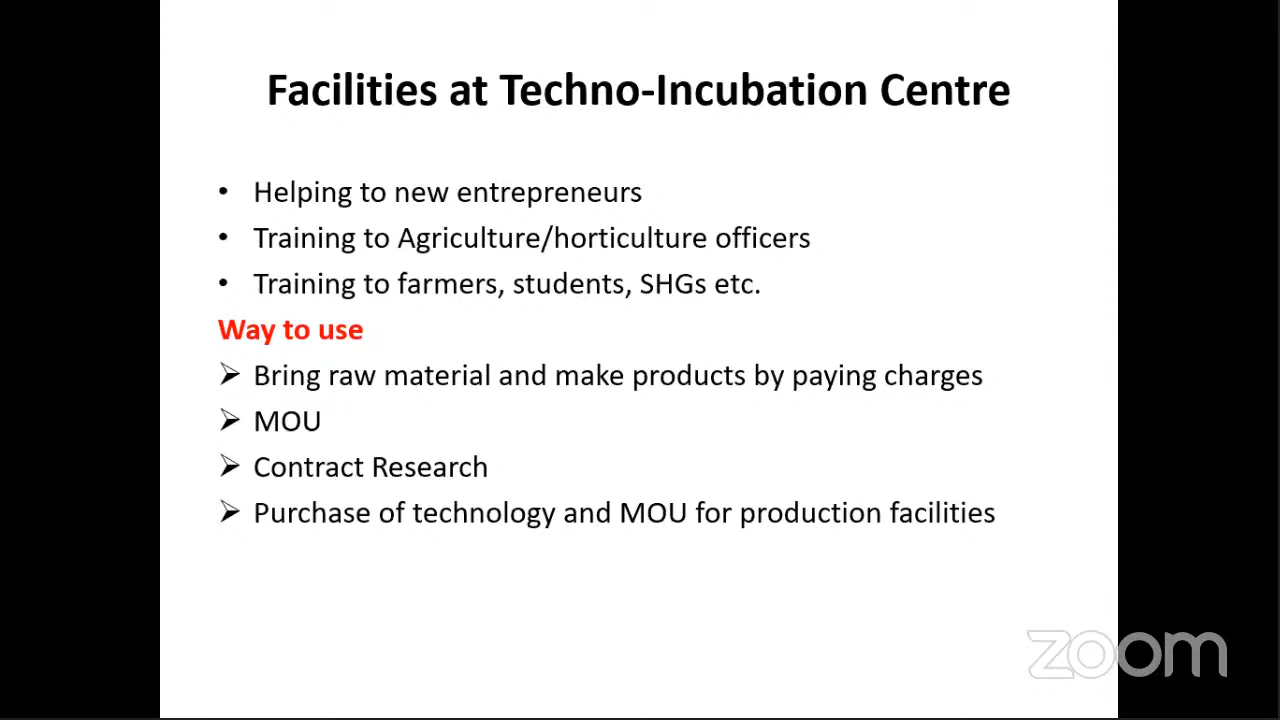 Facilities at Techno-Incubation Centre
• Helping to new entrepreneurs
• Training to Agriculture/horticulture officers
• Training to farmers, students, SHGs etc.
Way to use
➢ Bring raw material and make products by paying charges
➢ MOU
➢ Contract Research
➢ Purchase of technology and MOU for production facilities
zoom